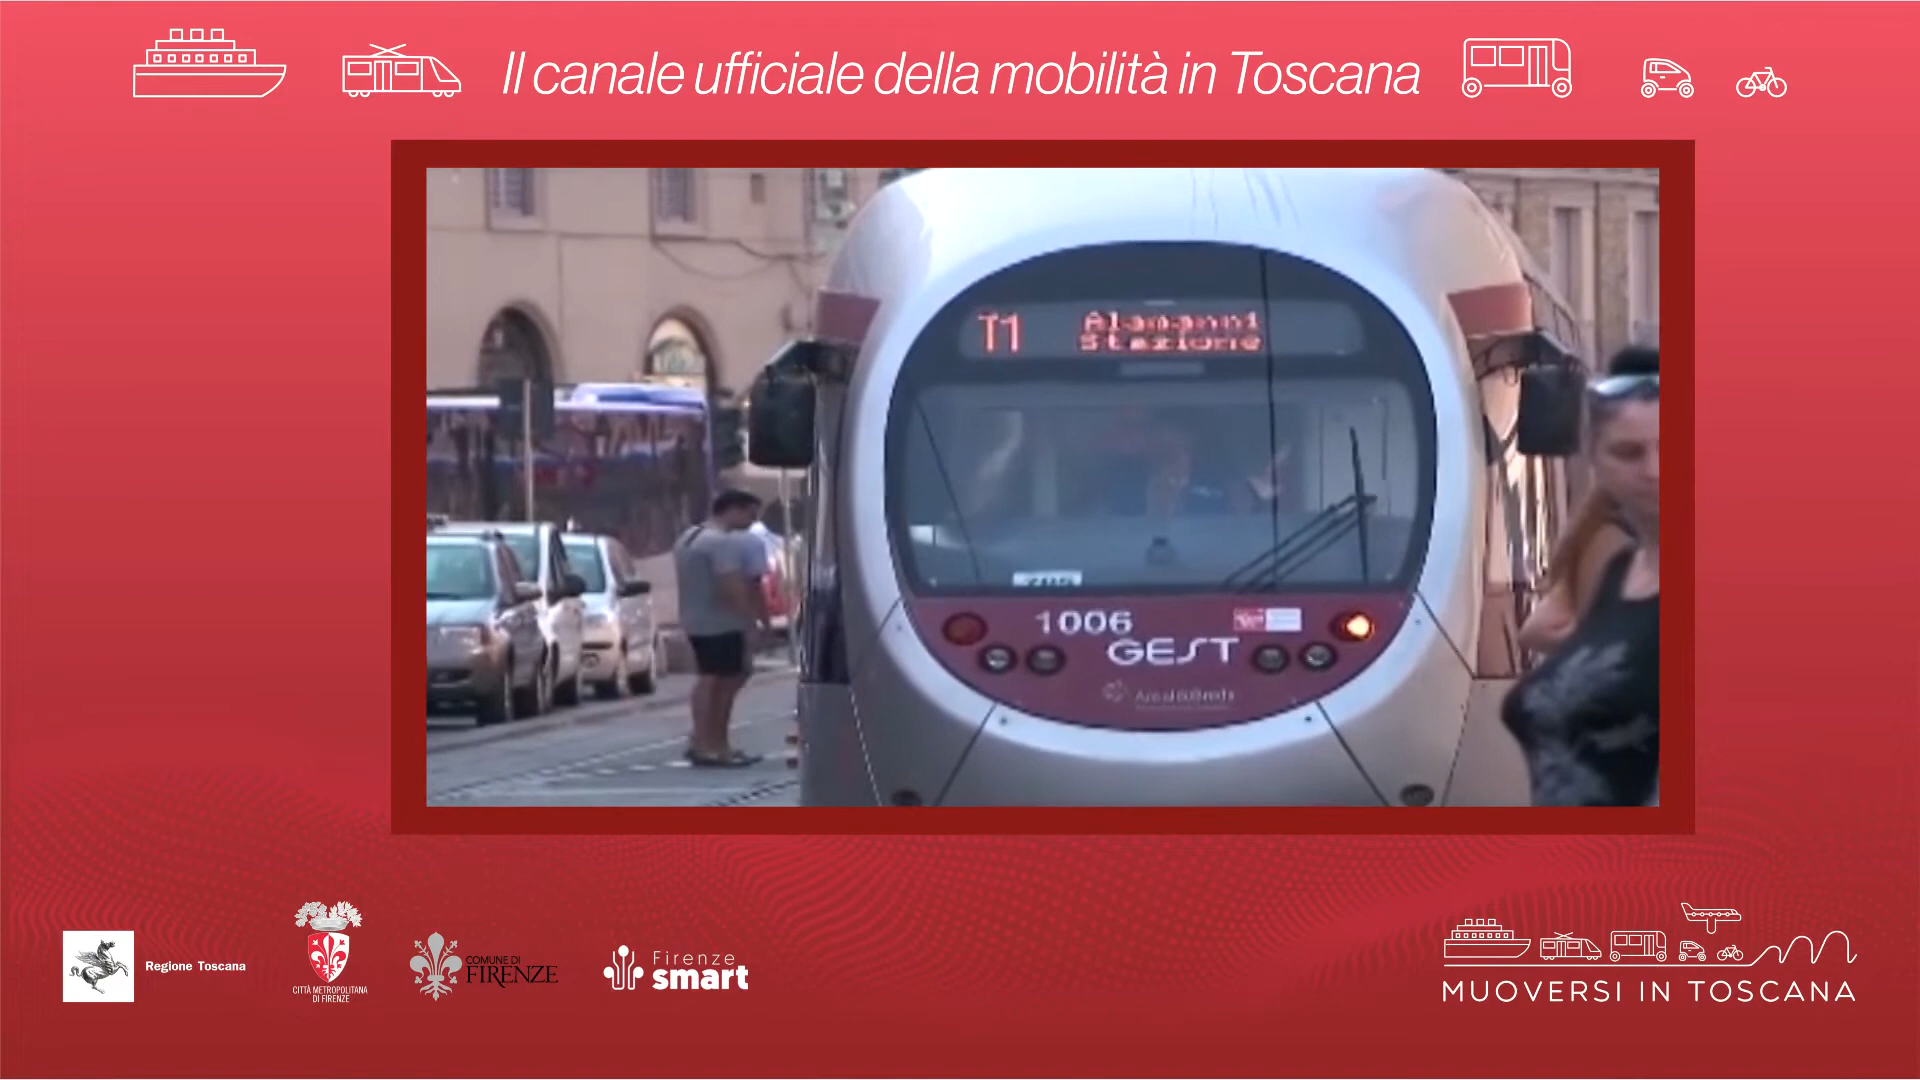 Il canale ufficiale della mobilità in Toscana
T1
Alamanni
Stazione
1006
GEST
AnsaldoBreda
Regione Toscana
CITTÀ METROPOLITANA
DI FIRENZE
COMUNE DI
FIRENZE
Firenze
smart
MUOVERSI IN TOSCANA